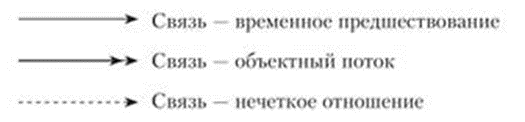 Связь — временное предшествование
Связь — объектный поток
Связь — нечеткое отношение